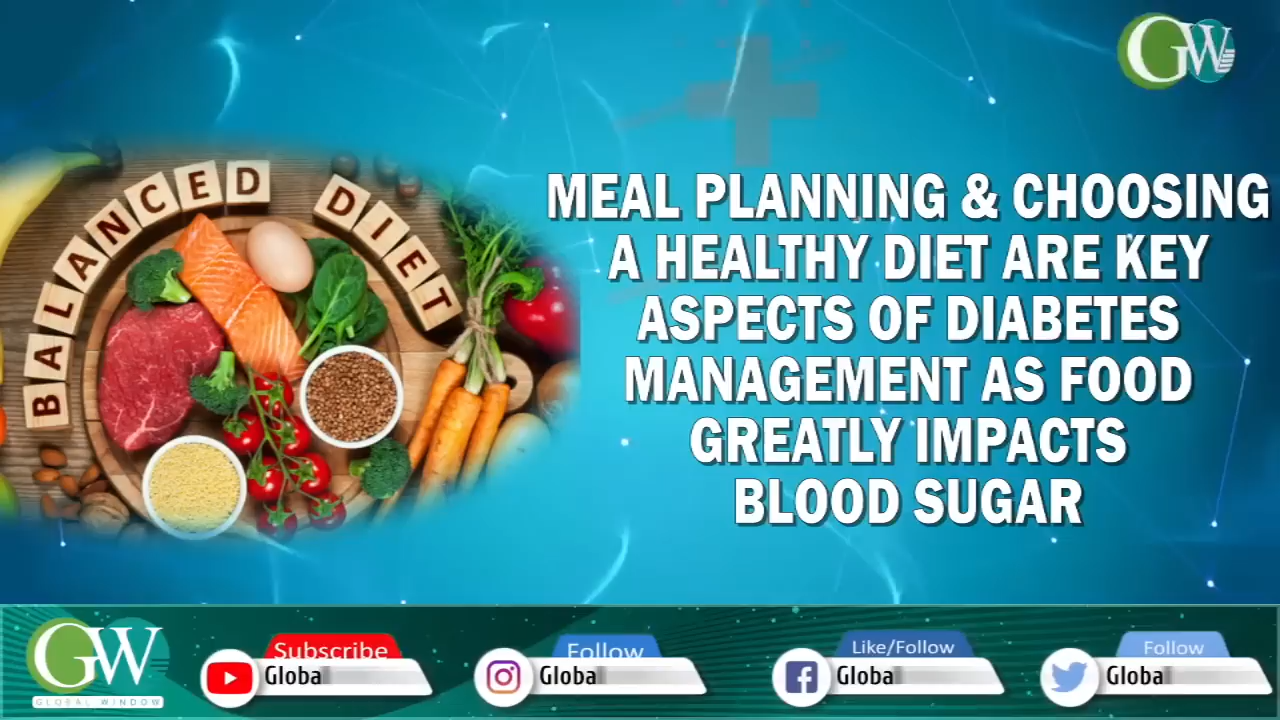 GW
BALANCED DIET
MEAL PLANNING & CHOOSING
A HEALTHY DIET ARE KEY
ASPECTS OF DIABETES
MANAGEMENT AS FOOD
GREATLY IMPACTS
BLOOD SUGAR
GW
GLOBAL WINDOW
Subscribe
Globa
Follow
Globa
Like/Follow
Globa
Follow
Globa